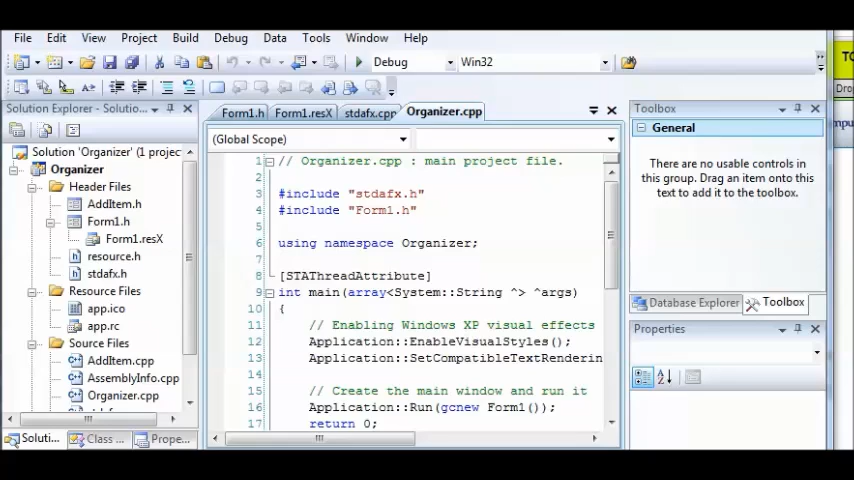 File Edit View Project Build Debug Data Tools Window Help
Debug Win32
Solution Explorer - Solutio...
Form1.h Form1.resX stdafx.cpp Organizer.cpp
Toolbox
(Global Scope)
General
There are no usable controls in
this group. Drag an item onto this
text to add it to the toolbox.
Solution 'Organizer' (1 project
Organizer
Header Files
AddItem.h
Form1.h
Form1.resX
resource.h
stdafx.h
Resource Files
app.ico
app.rc
Source Files
AddItem.cpp
AssemblyInfo.cpp
Organizer.cpp
1 // Organizer.cpp : main project file.
2
3 #include "stdafx.h"
4 #include "Form1.h"
5
6 using namespace Organizer;
7
8 [STAThreadAttribute]
9 int main(array<System::String ^> ^args)
10 {
11 // Enabling Windows XP visual effects
12 Application::EnableVisualStyles();
13 Application::SetCompatibleTextRenderin
14
15 // Create the main window and run it
16 Application::Run(gcnew Form1());
17 return 0;
Database Explorer Toolbox
Properties
Soluti... Class ... Prope...